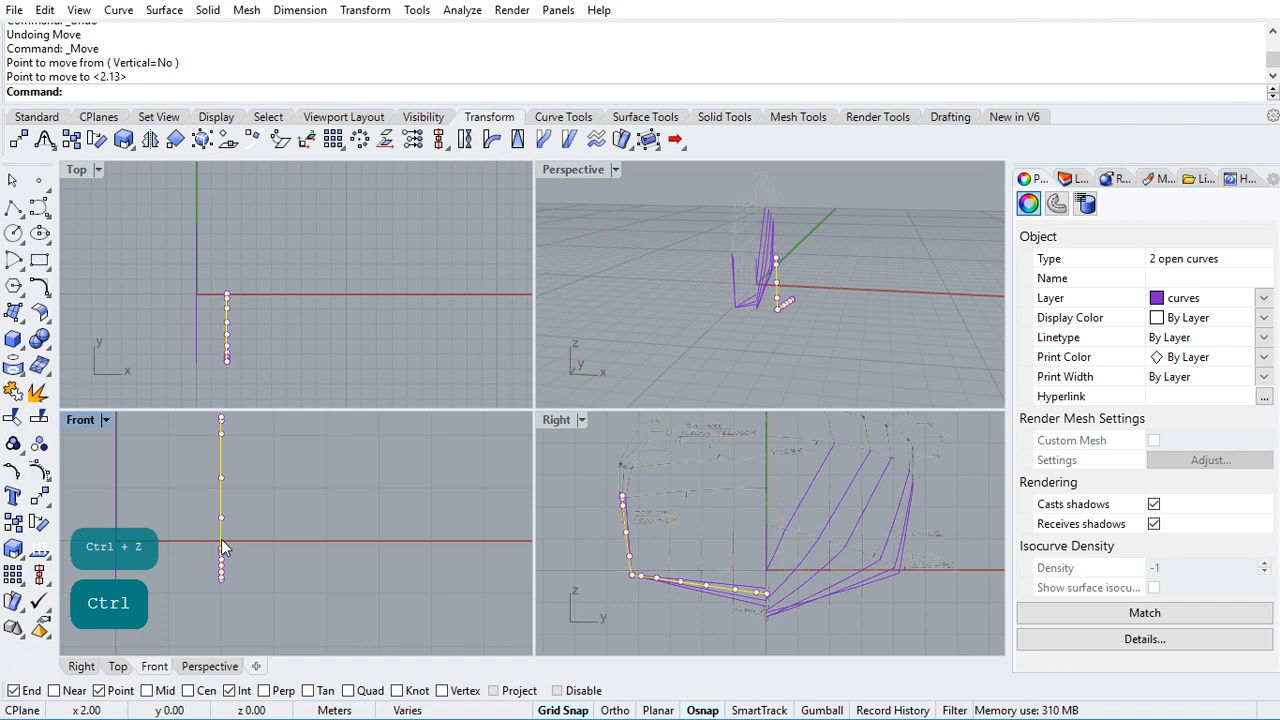 File Edit View Curve Surface Solid Mesh Dimension Transform Tools Analyze Render Panels Help
Undoing Move
Command: _Move
Point to move from ( Vertical=No )
Point to move to <2.13>
Command:
Standard CPlanes Set View Display Select Viewport Layout Visibility Transform Curve Tools Surface Tools Solid Tools Mesh Tools Render Tools Drafting New in V6
Top
Perspective
P... L... R... M... Li... H...
Object
Type 2 open curves
Name
Layer curves
Display Color By Layer
Linetype By Layer
Print Color By Layer
Print Width By Layer
Hyperlink ...
y
x
z
y
x
Front
Right
Render Mesh Settings
Custom Mesh
Settings Adjust...
Rendering
Casts shadows
Receives shadows
Isocurve Density
Density -1
Show surface isocu...
Match
Details...
Ctrl + Z
Ctrl
z
y
Right Top Front Perspective
End Near Point Mid Cen Int Perp Tan Quad Knot Vertex Project Disable
CPlane x 2.00 y 0.00 z 0.00 Meters Varies Grid Snap Ortho Planar Osnap SmartTrack Gumball Record History Filter Memory use: 310 MB